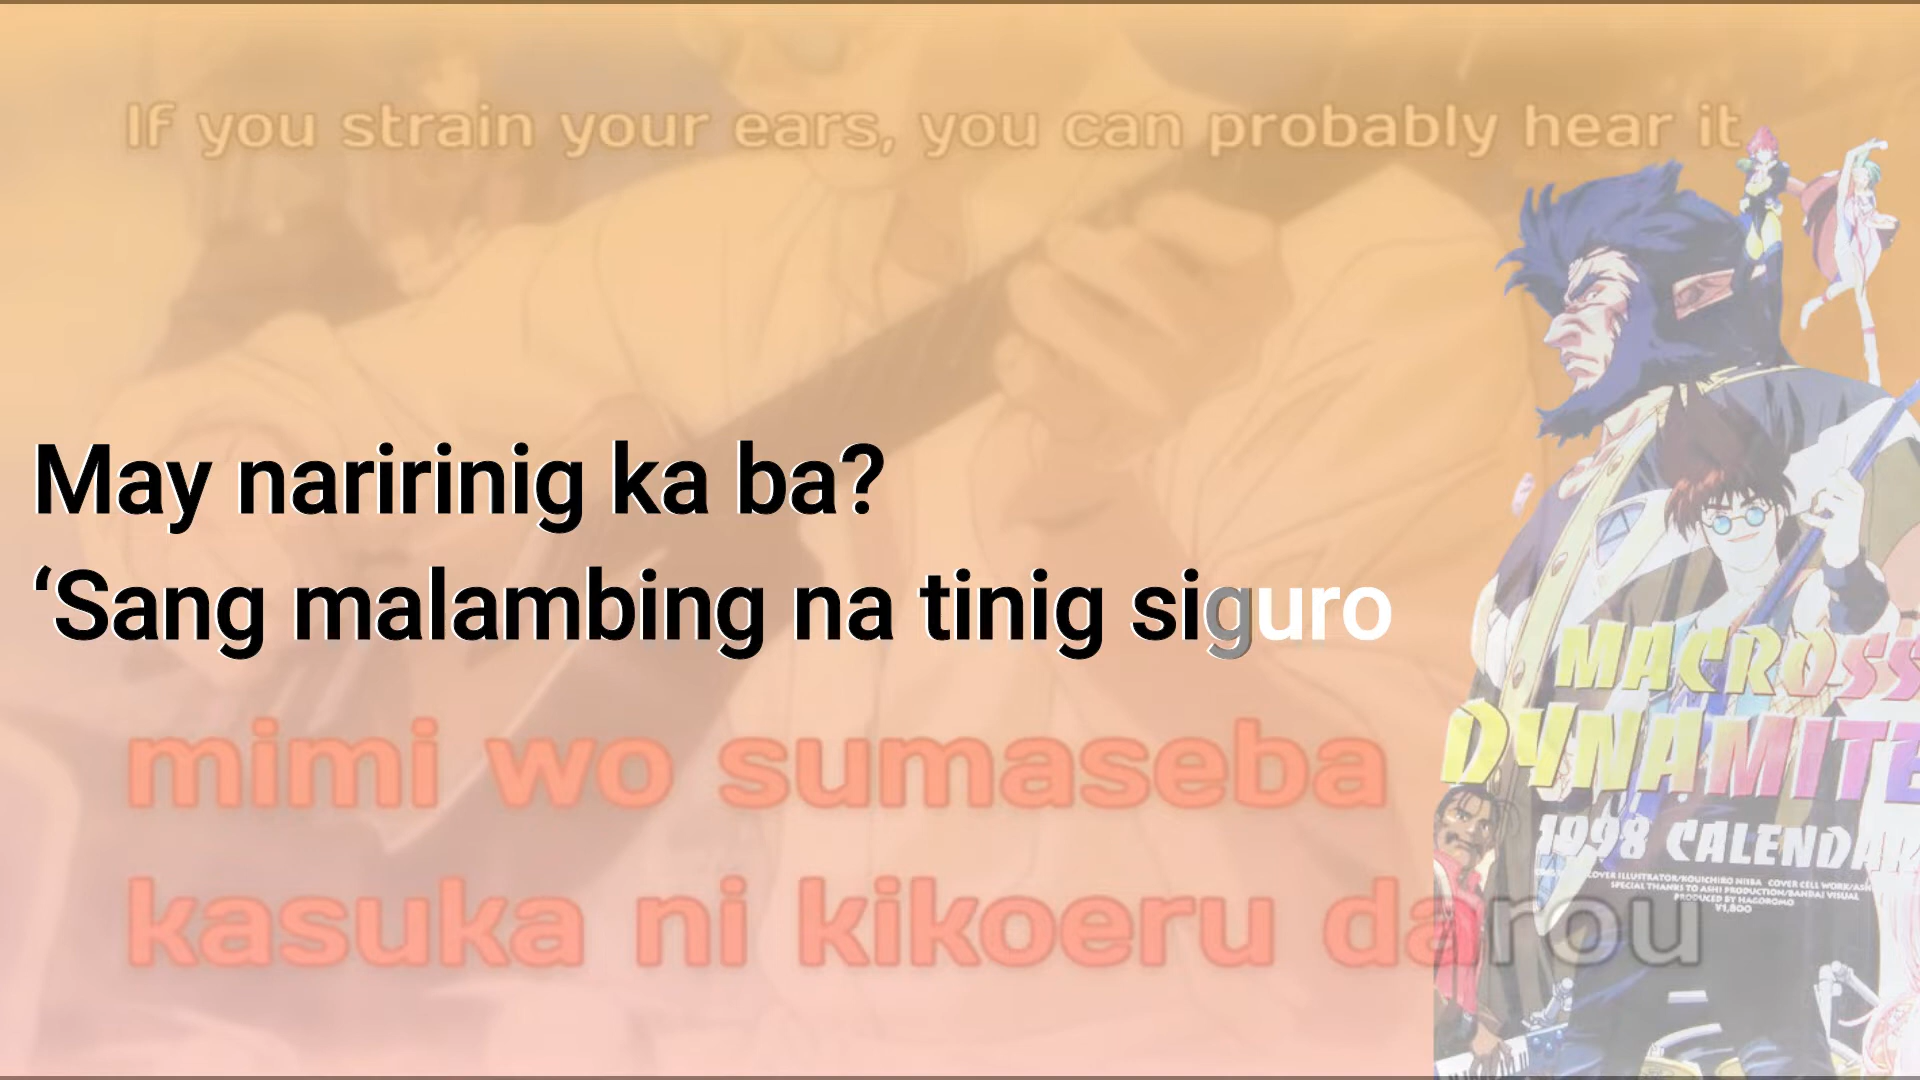 If you strain your ears, you can probably hear it
May naririnig ka ba?
‘Sang malambing na tinig siguro
mimi wo sumaseba
kasuka ni kikoeru darou
MACROSS
DYNAMITE
1998 CALENDAR
COVER ILLUSTRATOR/KOUICHIRO NIIBA COVER CELL WORK/ASH
SPECIAL THANKS TO ASHI PRODUCTION/BANDAI VISUAL
PRODUCED BY HAGOROMO
¥1,800